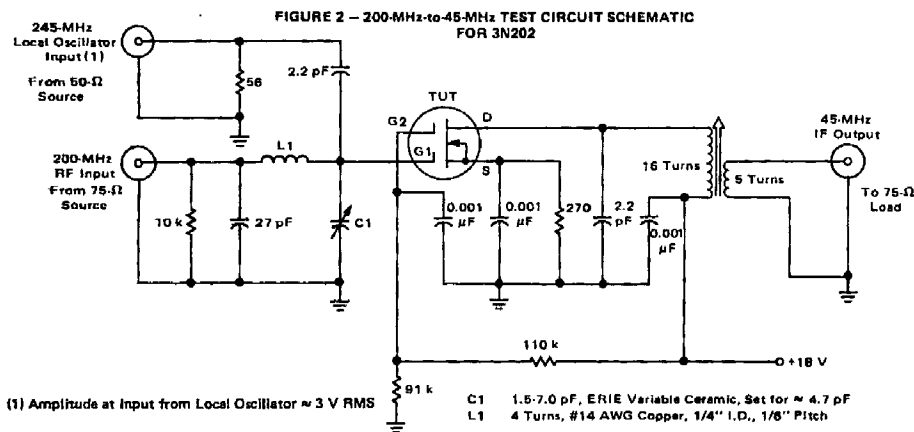 FIGURE 2 – 200-MHz-to-45-MHz TEST CIRCUIT SCHEMATIC
FOR 3N202
245-MHz
Local Oscillator
Input (1)
From 50-Ω
Source
56
2.2 pF
TUT
G2
D
G1
S
200-MHz
RF Input
From 75-Ω
Source
L1
10 k
27 pF
C1
0.001
µF
0.001
µF
270
2.2
pF
0.001
µF
16 Turns
5 Turns
45-MHz
IF Output
To 75-Ω
Load
110 k
+18 V
91 k
(1) Amplitude at Input from Local Oscillator ≈ 3 V RMS
C1 1.5-7.0 pF, ERIE Variable Ceramic, Set for ≈ 4.7 pF
L1 4 Turns, #14 AWG Copper, 1/4" I.D., 1/8" Pitch